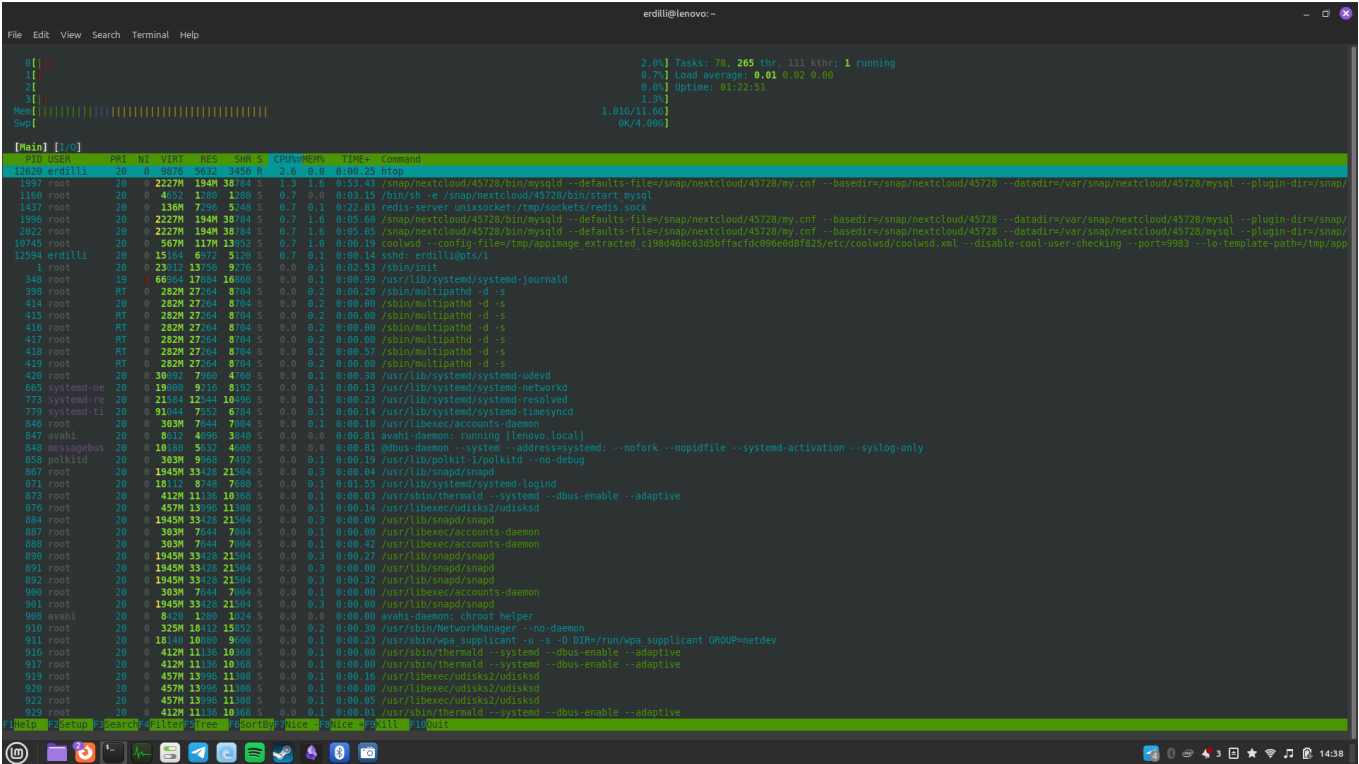 erdilli@lenovo: ~
File Edit View Search Terminal Help
0[||| 2.0%] Tasks: 78, 265 thr, 111 kthr; 1 running
1[ 0.7%] Load average: 0.01 0.02 0.00
2[ 0.0%] Uptime: 01:22:51
3[|| 1.3%]
Mem[ 1.01G/11.6G]
Swp[ 0K/4.00G]
[Main] [I/O]
PID USER PRI NI VIRT RES SHR S CPU%▽MEM% TIME+ Command
12620 erdilli 20 0 9876 5632 3456 R 2.6 0.0 0:00.25 htop
1997 root 20 0 2227M 194M 38784 S 1.3 1.6 0:53.43 /snap/nextcloud/45728/bin/mysqld --defaults-file=/snap/nextcloud/45728/my.cnf --basedir=/snap/nextcloud/45728 --datadir=/var/snap/nextcloud/45728/mysql --plugin-dir=/snap/
1160 root 20 0 4652 1280 1280 S 0.7 0.0 0:03.15 /bin/sh -e /snap/nextcloud/45728/bin/start_mysql
1437 root 20 0 136M 7296 5248 S 0.7 0.1 0:22.83 redis-server unixsocket:/tmp/sockets/redis.sock
1996 root 20 0 2227M 194M 38784 S 0.7 1.6 0:05.60 /snap/nextcloud/45728/bin/mysqld --defaults-file=/snap/nextcloud/45728/my.cnf --basedir=/snap/nextcloud/45728 --datadir=/var/snap/nextcloud/45728/mysql --plugin-dir=/snap/
2022 root 20 0 2227M 194M 38784 S 0.7 1.6 0:05.05 /snap/nextcloud/45728/bin/mysqld --defaults-file=/snap/nextcloud/45728/my.cnf --basedir=/snap/nextcloud/45728 --datadir=/var/snap/nextcloud/45728/mysql --plugin-dir=/snap/
10745 root 20 0 567M 117M 13952 S 0.7 1.0 0:06.19 coolwsd --config-file=/tmp/appimage_extracted_c198d460c63d5bffacfdc096e0d8f825/etc/coolwsd/coolwsd.xml --disable-cool-user-checking --port=9983 --lo-template-path=/tmp/app
12594 erdilli 20 0 15164 6972 5120 S 0.7 0.1 0:00.14 sshd: erdilli@pts/1
1 root 20 0 23012 13756 9276 S 0.0 0.1 0:02.53 /sbin/init
348 root 19 -1 66964 17884 16860 S 0.0 0.1 0:00.99 /usr/lib/systemd/systemd-journald
398 root RT 0 282M 27264 8704 S 0.0 0.2 0:00.20 /sbin/multipathd -d -s
414 root 20 0 282M 27264 8704 S 0.0 0.2 0:00.00 /sbin/multipathd -d -s
415 root RT 0 282M 27264 8704 S 0.0 0.2 0:00.00 /sbin/multipathd -d -s
416 root RT 0 282M 27264 8704 S 0.0 0.2 0:00.00 /sbin/multipathd -d -s
417 root RT 0 282M 27264 8704 S 0.0 0.2 0:00.00 /sbin/multipathd -d -s
418 root RT 0 282M 27264 8704 S 0.0 0.2 0:00.57 /sbin/multipathd -d -s
419 root RT 0 282M 27264 8704 S 0.0 0.2 0:00.00 /sbin/multipathd -d -s
420 root 20 0 30092 7960 4760 S 0.0 0.1 0:00.38 /usr/lib/systemd/systemd-udevd
665 systemd-ne 20 0 19000 9216 8192 S 0.0 0.1 0:00.13 /usr/lib/systemd/systemd-networkd
773 systemd-re 20 0 21584 12544 10496 S 0.0 0.1 0:00.23 /usr/lib/systemd/systemd-resolved
779 systemd-ti 20 0 91044 7552 6784 S 0.0 0.1 0:00.14 /usr/lib/systemd/systemd-timesyncd
846 root 20 0 303M 7644 7004 S 0.0 0.1 0:00.10 /usr/libexec/accounts-daemon
847 avahi 20 0 8612 4096 3840 S 0.0 0.0 0:00.81 avahi-daemon: running [lenovo.local]
848 messagebus 20 0 10180 5632 4608 S 0.0 0.0 0:00.81 @dbus-daemon --system --address=systemd: --nofork --nopidfile --systemd-activation --syslog-only
858 polkitd 20 0 303M 9968 7492 S 0.0 0.1 0:00.19 /usr/lib/polkit-1/polkitd --no-debug
867 root 20 0 1945M 33428 21504 S 0.0 0.3 0:00.04 /usr/lib/snapd/snapd
871 root 20 0 18112 8748 7680 S 0.0 0.1 0:01.55 /usr/lib/systemd/systemd-logind
873 root 20 0 412M 11136 10368 S 0.0 0.1 0:00.03 /usr/sbin/thermald --systemd --dbus-enable --adaptive
876 root 20 0 457M 13996 11308 S 0.0 0.1 0:00.14 /usr/libexec/udisks2/udisksd
884 root 20 0 1945M 33428 21504 S 0.0 0.3 0:00.09 /usr/lib/snapd/snapd
887 root 20 0 303M 7644 7004 S 0.0 0.1 0:00.00 /usr/libexec/accounts-daemon
888 root 20 0 303M 7644 7004 S 0.0 0.1 0:00.42 /usr/libexec/accounts-daemon
890 root 20 0 1945M 33428 21504 S 0.0 0.3 0:00.27 /usr/lib/snapd/snapd
891 root 20 0 1945M 33428 21504 S 0.0 0.3 0:00.00 /usr/lib/snapd/snapd
892 root 20 0 1945M 33428 21504 S 0.0 0.3 0:00.32 /usr/lib/snapd/snapd
900 root 20 0 303M 7644 7004 S 0.0 0.1 0:00.00 /usr/libexec/accounts-daemon
901 root 20 0 1945M 33428 21504 S 0.0 0.3 0:00.00 /usr/lib/snapd/snapd
908 avahi 20 0 8420 1280 1024 S 0.0 0.0 0:00.00 avahi-daemon: chroot helper
910 root 20 0 325M 18412 15852 S 0.0 0.2 0:00.30 /usr/sbin/NetworkManager --no-daemon
911 root 20 0 18140 10880 9600 S 0.0 0.1 0:00.23 /usr/sbin/wpa_supplicant -u -s -O DIR=/run/wpa_supplicant GROUP=netdev
916 root 20 0 412M 11136 10368 S 0.0 0.1 0:00.00 /usr/sbin/thermald --systemd --dbus-enable --adaptive
917 root 20 0 412M 11136 10368 S 0.0 0.1 0:00.00 /usr/sbin/thermald --systemd --dbus-enable --adaptive
919 root 20 0 457M 13996 11308 S 0.0 0.1 0:00.16 /usr/libexec/udisks2/udisksd
920 root 20 0 457M 13996 11308 S 0.0 0.1 0:00.00 /usr/libexec/udisks2/udisksd
922 root 20 0 457M 13996 11308 S 0.0 0.1 0:00.05 /usr/libexec/udisks2/udisksd
929 root 20 0 412M 11136 10368 S 0.0 0.1 0:00.01 /usr/sbin/thermald --systemd --dbus-enable --adaptive
F1Help F2Setup F3SearchF4FilterF5Tree F6SortByF7Nice -F8Nice +F9Kill F10Quit
2 4 3 14:38